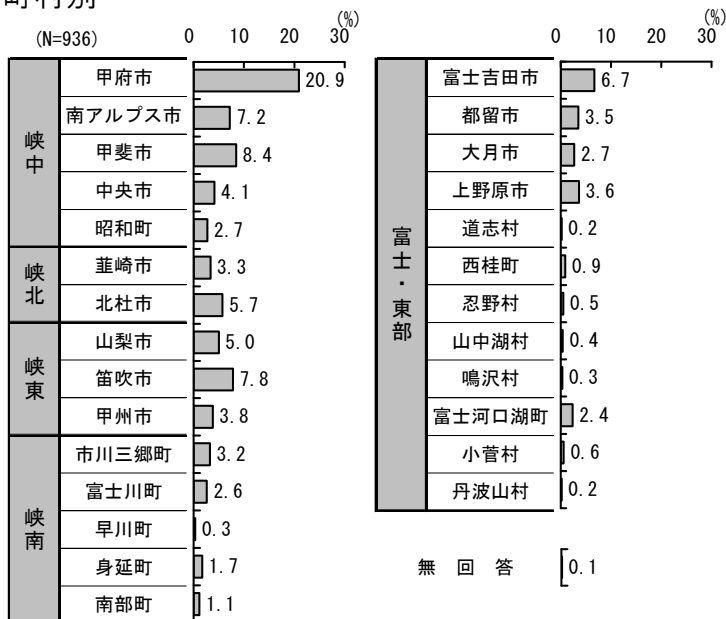 (N=936)
0 10 20 30
(%)
峡中
甲府市 20.9
南アルプス市 7.2
甲斐市 8.4
中央市 4.1
昭和町 2.7
峡北
韮崎市 3.3
北杜市 5.7
峡東
山梨市 5.0
笛吹市 7.8
甲州市 3.8
峡南
市川三郷町 3.2
富士川町 2.6
早川町 0.3
身延町 1.7
南部町 1.1
0 10 20 30
(%)
富士・東部
富士吉田市 6.7
都留市 3.5
大月市 2.7
上野原市 3.6
道志村 0.2
西桂町 0.9
忍野村 0.5
山中湖村 0.4
鳴沢村 0.3
富士河口湖町 2.4
小菅村 0.6
丹波山村 0.2
無 回 答 0.1